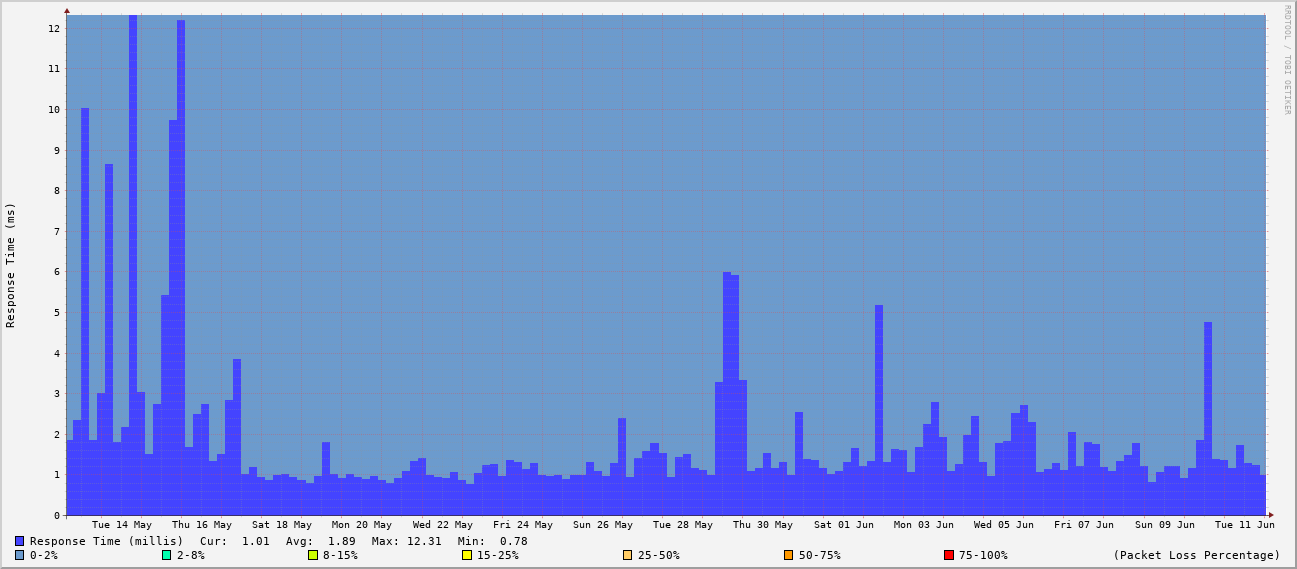 RRDTOOL / TOBI OETIKER
Response Time (ms)
12
11
10
9
8
7
6
5
4
3
2
1
0
Tue 14 May Thu 16 May Sat 18 May Mon 20 May Wed 22 May Fri 24 May Sun 26 May Tue 28 May Thu 30 May Sat 01 Jun Mon 03 Jun Wed 05 Jun Fri 07 Jun Sun 09 Jun Tue 11 Jun
Response Time (millis) Cur: 1.01 Avg: 1.89 Max: 12.31 Min: 0.78
0-2% 2-8% 8-15% 15-25% 25-50% 50-75% 75-100% (Packet Loss Percentage)